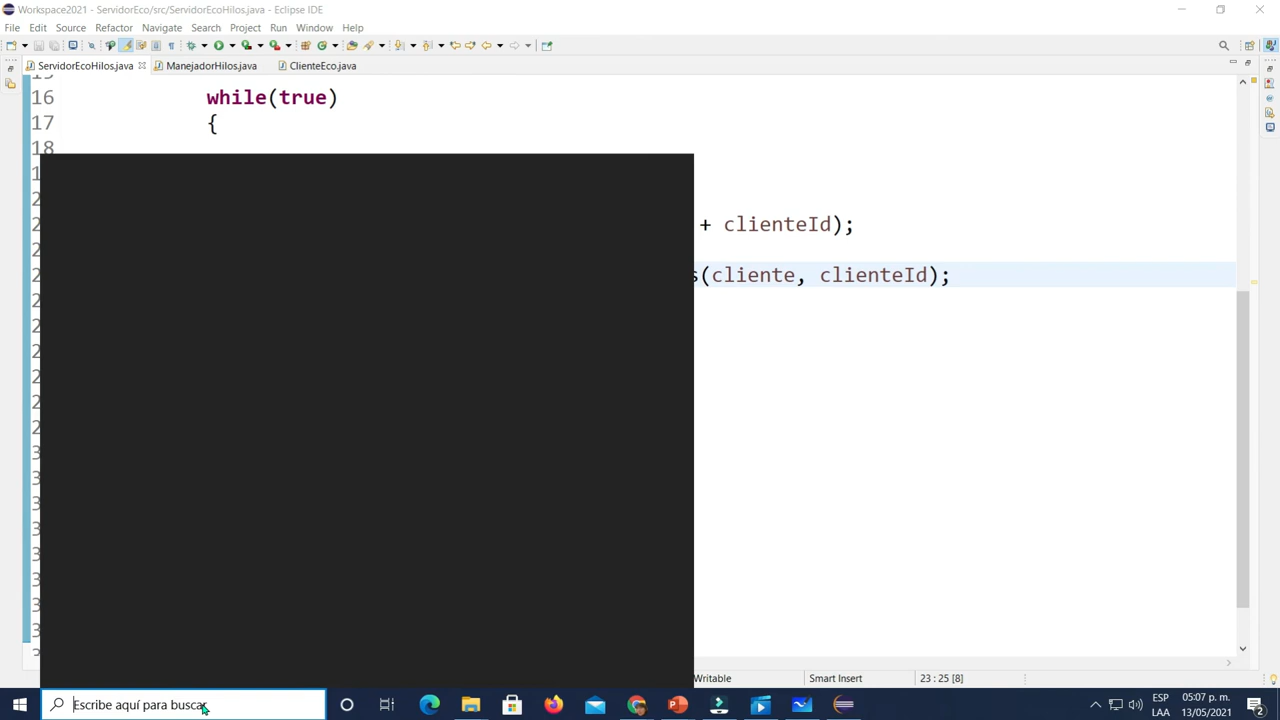 Workspace2021 - ServidorEco/src/ServidorEcoHilos.java - Eclipse IDE
File Edit Source Refactor Navigate Search Project Run Window Help
ServidorEcoHilos.java ManejadorHilos.java ClienteEco.java
16 while(true)
17 {
18
+ clienteId);
s(cliente, clienteId);
Writable Smart Insert 23 : 25 [8]
Escribe aquí para buscar
ESP 05:07 p. m.
LAA 13/05/2021
2